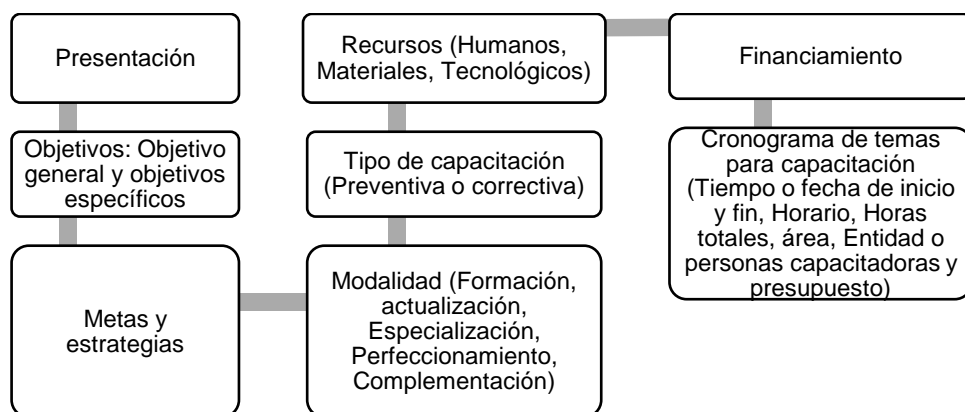 Presentación
Objetivos: Objetivo
general y objetivos
específicos
Metas y
estrategias
Modalidad (Formación,
actualización,
Especialización,
Perfeccionamiento,
Complementación)
Tipo de capacitación
(Preventiva o correctiva)
Recursos (Humanos,
Materiales, Tecnológicos)
Financiamiento
Cronograma de temas
para capacitación
(Tiempo o fecha de inicio
y fin, Horario, Horas
totales, área, Entidad o
personas capacitadoras y
presupuesto)